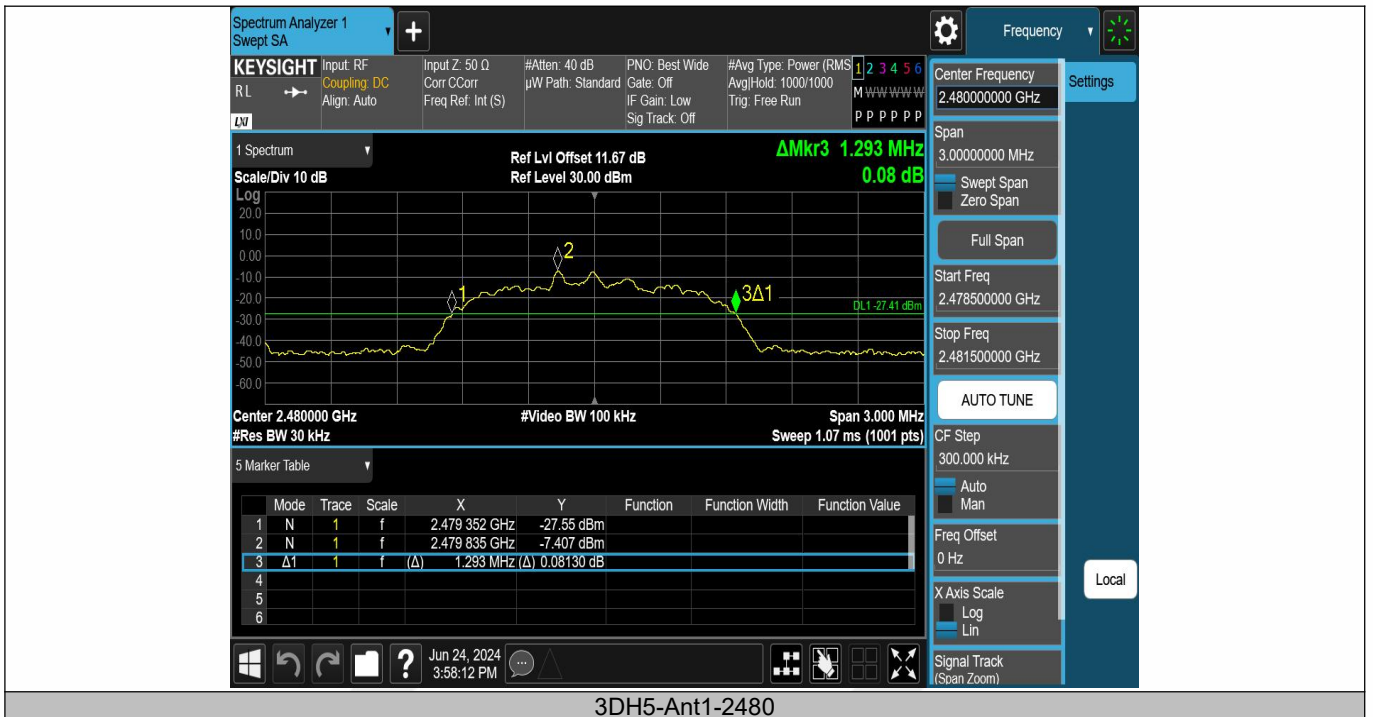 Spectrum Analyzer 1
Swept SA
+
Frequency
KEYSIGHT
RL
LXI
Input: RF
Coupling: DC
Align: Auto
Input Z: 50 Ω
Corr CCorr
Freq Ref: Int (S)
#Atten: 40 dB
µW Path: Standard
PNO: Best Wide
Gate: Off
IF Gain: Low
Sig Track: Off
#Avg Type: Power (RMS
Avg|Hold: 1000/1000
Trig: Free Run
1 2 3 4 5 6
M W W W W W
P P P P P P
1 Spectrum
Scale/Div 10 dB
Ref Lvl Offset 11.67 dB
Ref Level 30.00 dBm
ΔMkr3 1.293 MHz
0.08 dB
Log
20.0
10.0
0.00
-10.0
-20.0
-30.0
-40.0
-50.0
-60.0
1
2
3Δ1
DL1 -27.41 dBm
Center 2.480000 GHz
#Video BW 100 kHz
Span 3.000 MHz
#Res BW 30 kHz
Sweep 1.07 ms (1001 pts)
5 Marker Table
Mode Trace Scale X Y Function Function Width Function Value
1 N 1 f 2.479 352 GHz -27.55 dBm
2 N 1 f 2.479 835 GHz -7.407 dBm
3 Δ1 1 f (Δ) 1.293 MHz (Δ) 0.08130 dB
4
5
6
Jun 24, 2024
3:58:12 PM
?
Center Frequency
2.480000000 GHz
Settings
Span
3.00000000 MHz
Swept Span
Zero Span
Full Span
Start Freq
2.478500000 GHz
Stop Freq
2.481500000 GHz
AUTO TUNE
CF Step
300.000 kHz
Auto
Man
Freq Offset
0 Hz
Local
X Axis Scale
Log
Lin
Signal Track
(Span Zoom)
3DH5-Ant1-2480